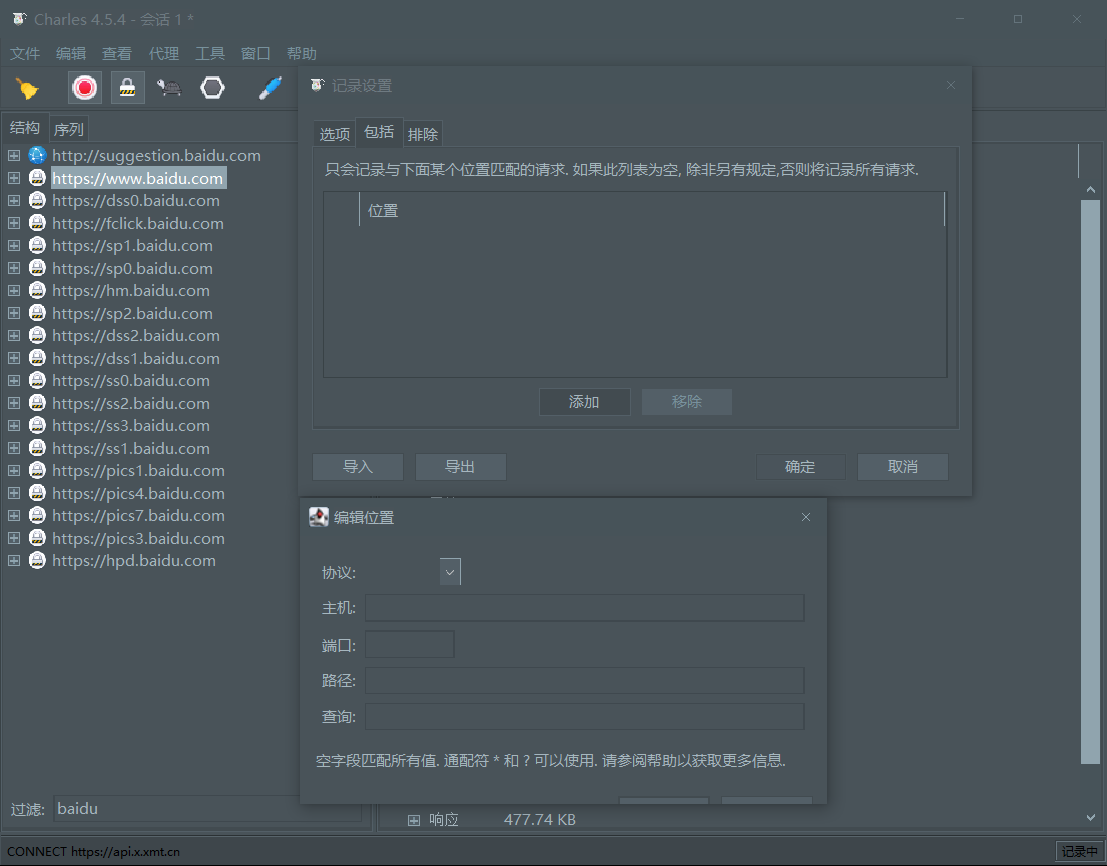 Charles 4.5.4 - 会话 1 *
文件 编辑 查看 代理 工具 窗口 帮助
结构 序列
http://suggestion.baidu.com
https://www.baidu.com
https://dss0.baidu.com
https://fclick.baidu.com
https://sp1.baidu.com
https://sp0.baidu.com
https://hm.baidu.com
https://sp2.baidu.com
https://dss2.baidu.com
https://dss1.baidu.com
https://ss0.baidu.com
https://ss2.baidu.com
https://ss3.baidu.com
https://ss1.baidu.com
https://pics1.baidu.com
https://pics4.baidu.com
https://pics7.baidu.com
https://pics3.baidu.com
https://hpd.baidu.com
过滤: baidu
记录设置
选项 包括 排除
只会记录与下面某个位置匹配的请求. 如果此列表为空, 除非另有规定,否则将记录所有请求.
位置
添加 移除
导入 导出 确定 取消
编辑位置
协议:
主机:
端口:
路径:
查询:
空字段匹配所有值. 通配符 * 和 ? 可以使用. 请参阅帮助以获取更多信息.
响应 477.74 KB
CONNECT https://api.x.xmt.cn 记录中